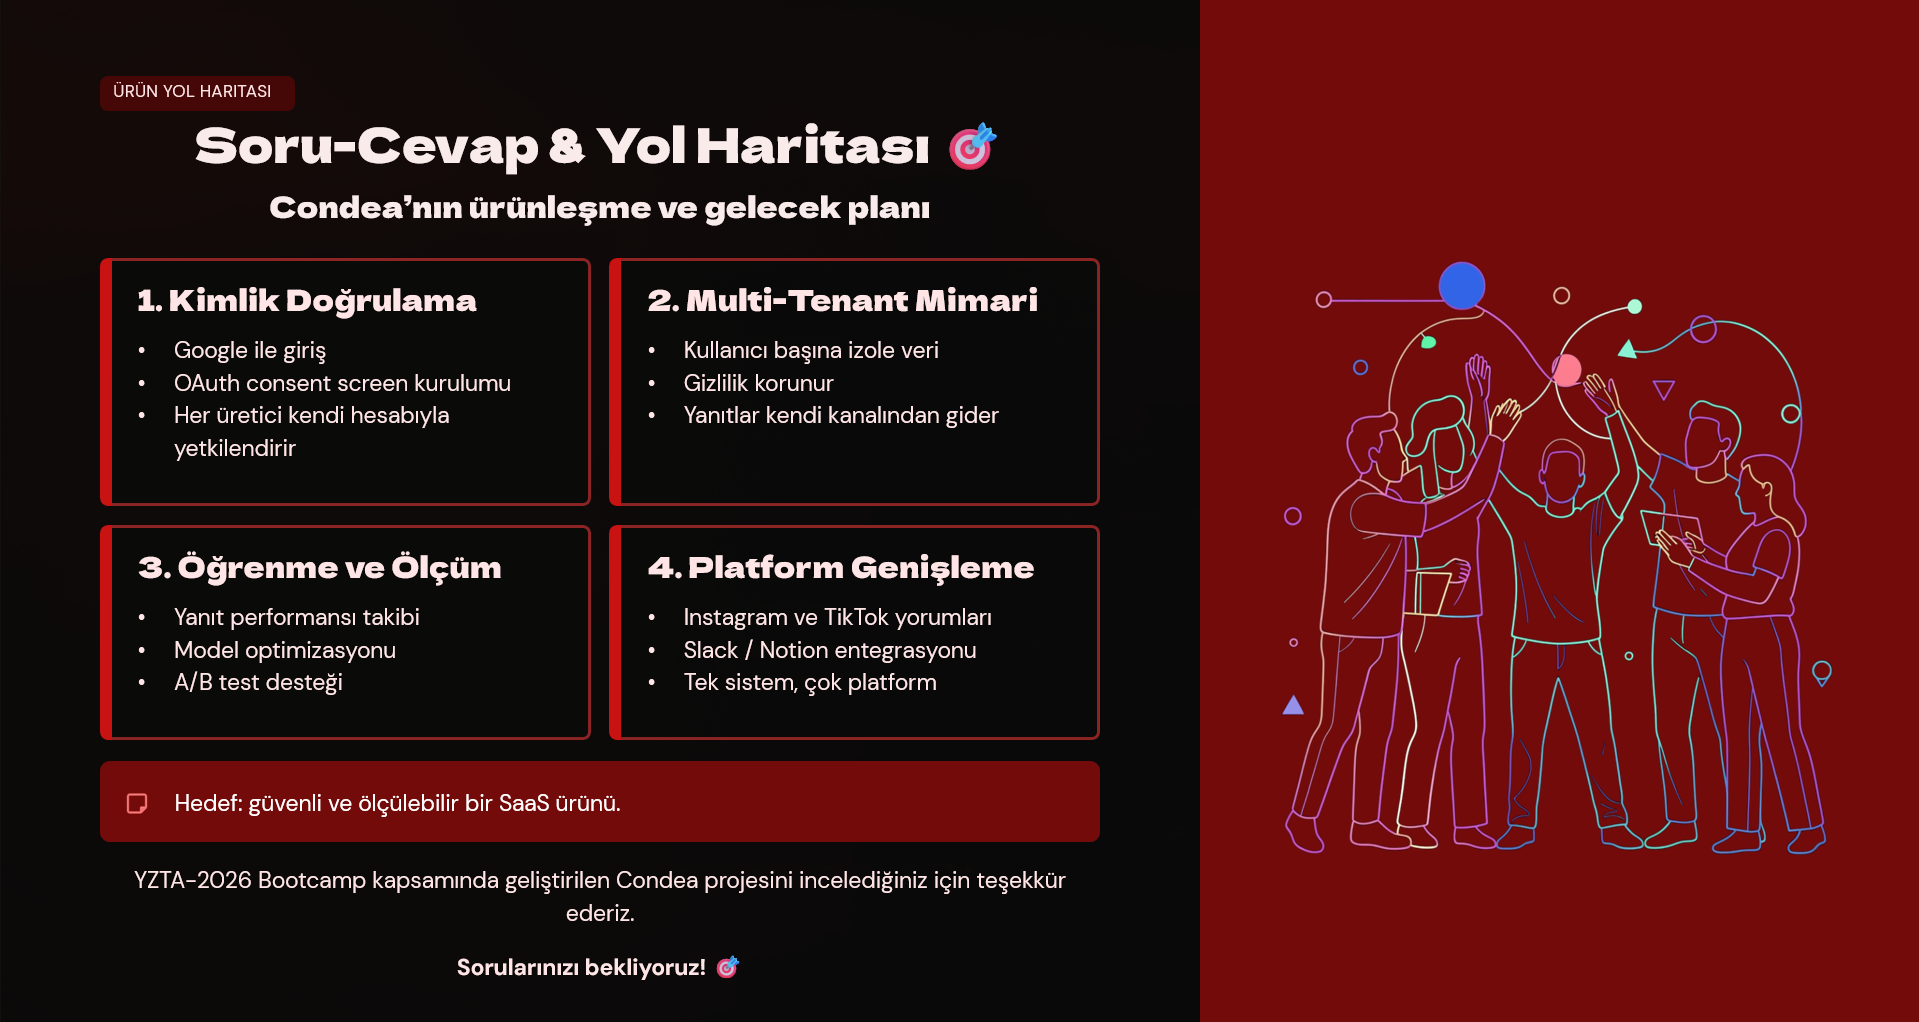 ÜRÜN YOL HARITASI
Soru-Cevap & Yol Haritası 🎯
Condea’nın ürünleşme ve gelecek planı
1. Kimlik Doğrulama
• Google ile giriş
• OAuth consent screen kurulumu
• Her üretici kendi hesabıyla
yetkilendirir
2. Multi-Tenant Mimari
• Kullanıcı başına izole veri
• Gizlilik korunur
• Yanıtlar kendi kanalından gider
3. Öğrenme ve Ölçüm
• Yanıt performansı takibi
• Model optimizasyonu
• A/B test desteği
4. Platform Genişleme
• Instagram ve TikTok yorumları
• Slack / Notion entegrasyonu
• Tek sistem, çok platform
Hedef: güvenli ve ölçülebilir bir SaaS ürünü.
YZTA-2026 Bootcamp kapsamında geliştirilen Condea projesini incelediğiniz için teşekkür
ederiz.
Sorularınızı bekliyoruz! 🎯